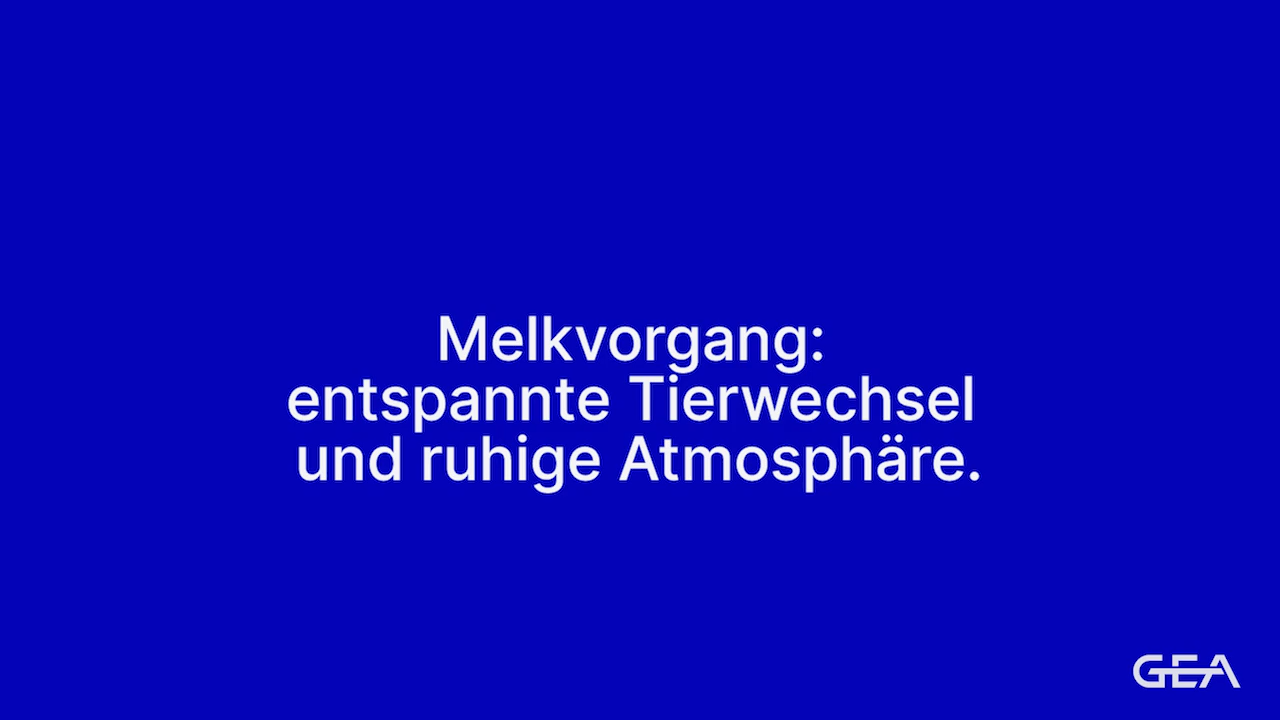 Melkvorgang:
entspannte Tierwechsel
und ruhige Atmosphäre.
GEA